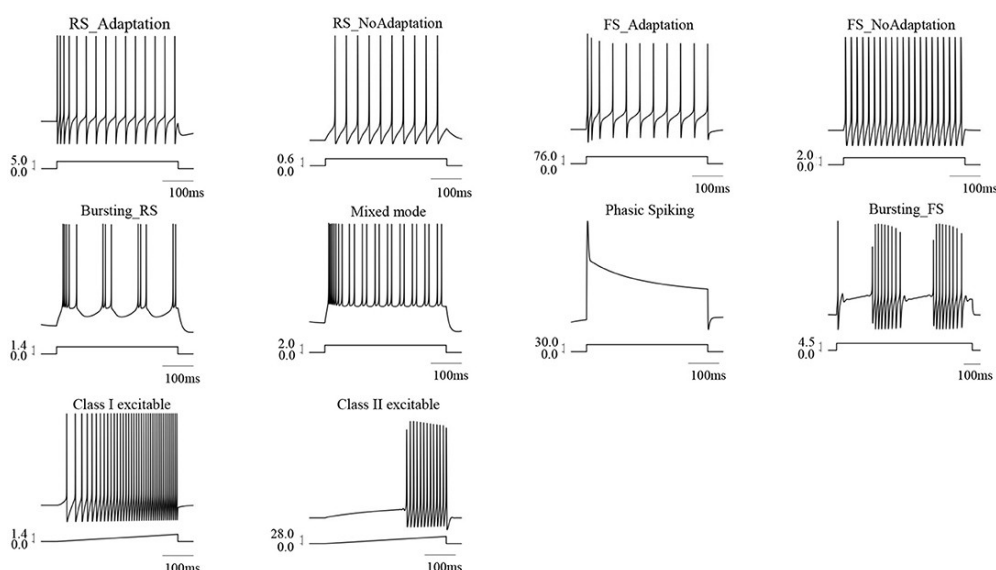 RS_Adaptation
RS_NoAdaptation
FS_Adaptation
FS_NoAdaptation
5.0
0.0
100ms
0.6
0.0
100ms
76.0
0.0
100ms
2.0
0.0
100ms
Bursting_RS
Mixed mode
Phasic Spiking
Bursting_FS
1.4
0.0
100ms
2.0
0.0
100ms
30.0
0.0
100ms
4.5
0.0
100ms
Class I excitable
Class II excitable
1.4
0.0
100ms
28.0
0.0
100ms